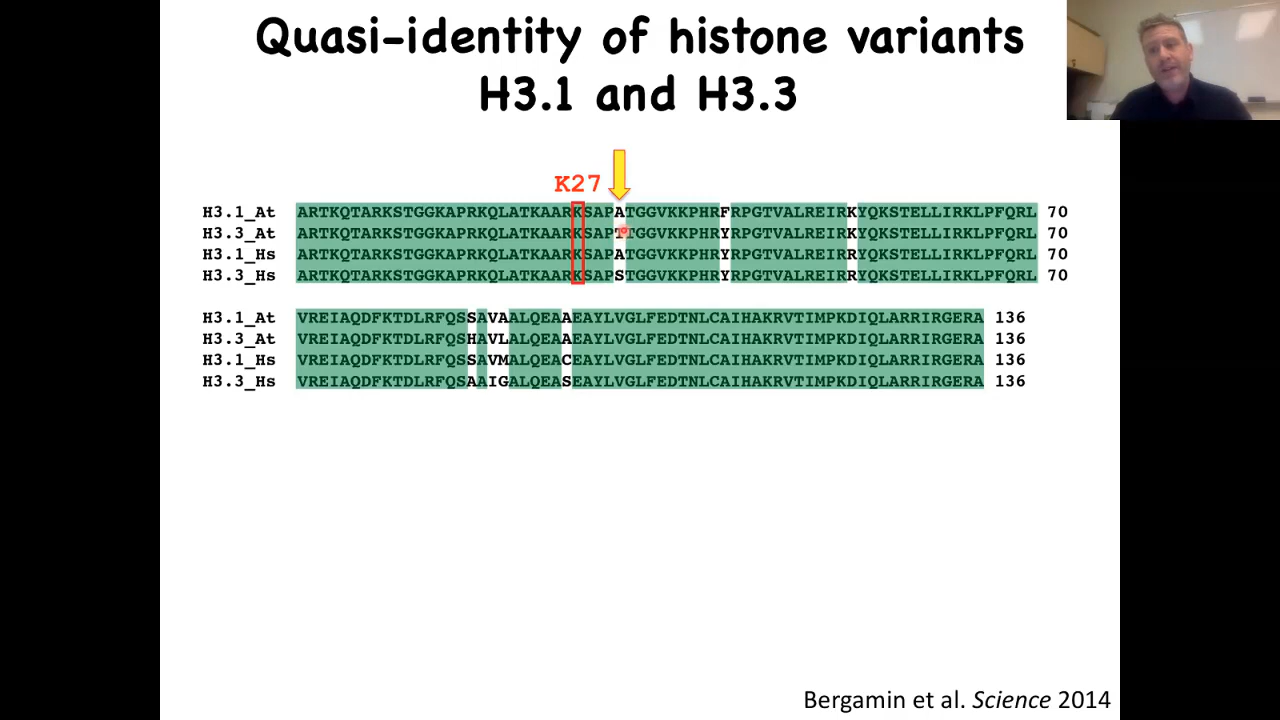 Quasi-identity of histone variants
H3.1 and H3.3
K27
H3.1_At ARTKQTARKSTGGKAPRKQLATKAARKSAPATGGVKKPHRFRPGTVALREIRKYQKSTELLIRKLPFQRL 70
H3.3_At ARTKQTARKSTGGKAPRKQLATKAARKSAPTTGGVKKPHRYRPGTVALREIRKYQKSTELLIRKLPFQRL 70
H3.1_Hs ARTKQTARKSTGGKAPRKQLATKAARKSAPATGGVKKPHRYRPGTVALREIRRYQKSTELLIRKLPFQRL 70
H3.3_Hs ARTKQTARKSTGGKAPRKQLATKAARKSAPSTGGVKKPHRYRPGTVALREIRRYQKSTELLIRKLPFQRL 70
H3.1_At VREIAQDFKTDLRFQSSAVAALQEAAEAYLVGLFEDTNLCAIHAKRVTIMPKDIQLARRIRGERA 136
H3.3_At VREIAQDFKTDLRFQSHAVLALQEAAEAYLVGLFEDTNLCAIHAKRVTIMPKDIQLARRIRGERA 136
H3.1_Hs VREIAQDFKTDLRFQSSAVMALQEACEAYLVGLFEDTNLCAIHAKRVTIMPKDIQLARRIRGERA 136
H3.3_Hs VREIAQDFKTDLRFQSAAIGALQEASEAYLVGLFEDTNLCAIHAKRVTIMPKDIQLARRIRGERA 136
Bergamin et al. Science 2014